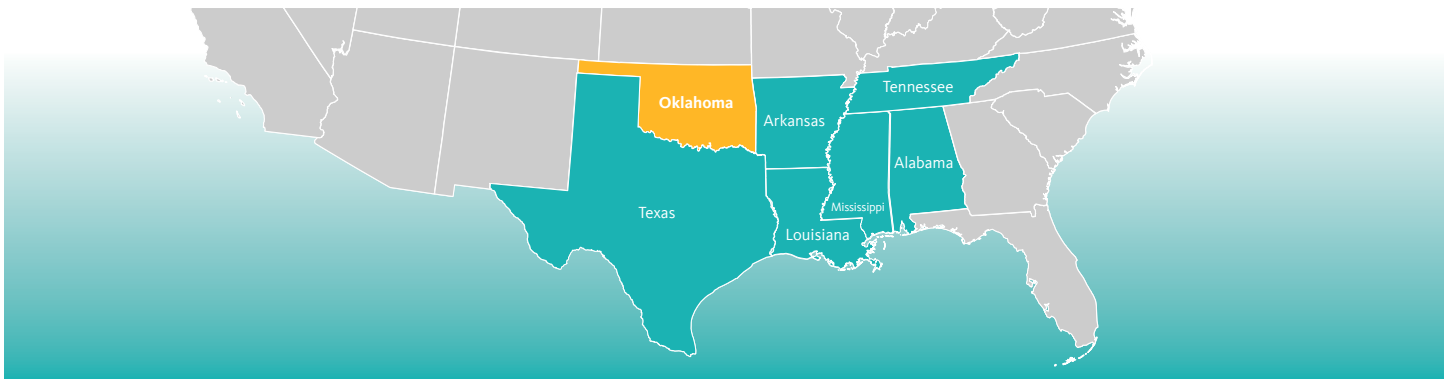 Tennessee
Oklahoma
Arkansas
Alabama
Mississippi
Texas
Louisiana